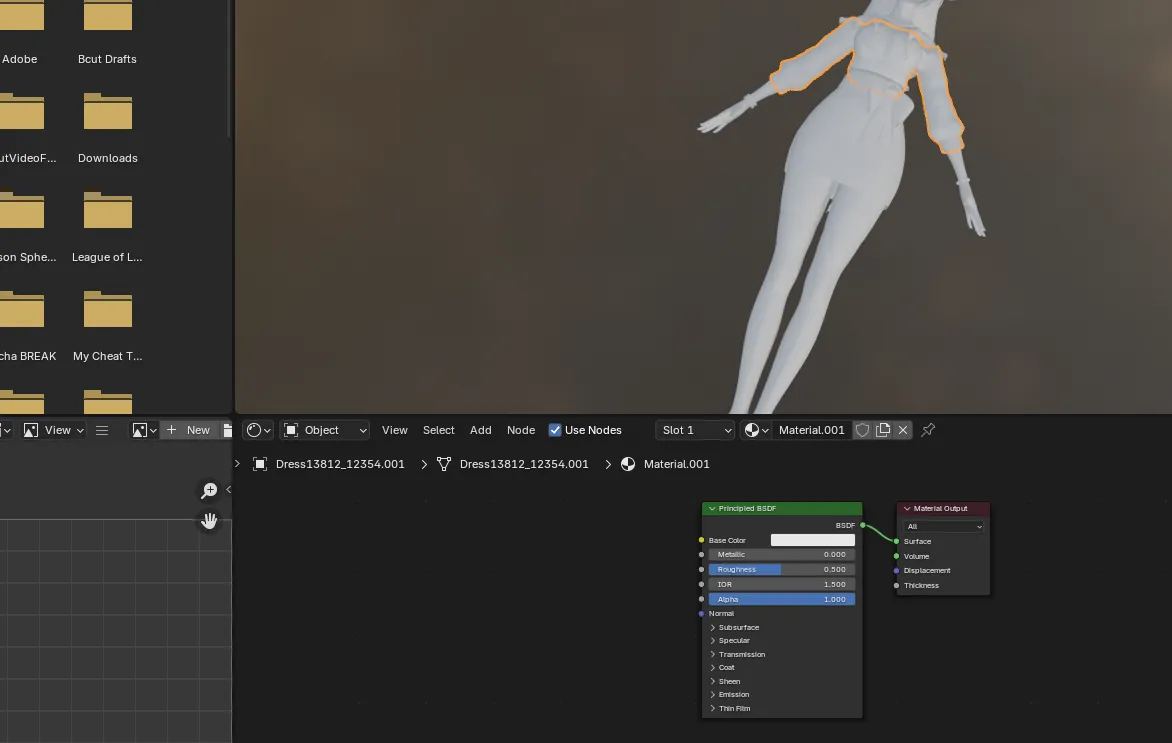 Adobe
Bcut Drafts
utVideoF...
Downloads
son Sphe...
League of L...
cha BREAK
My Cheat T...
View
New
Object
View
Select
Add
Node
Use Nodes
Slot 1
Material.001
Dress13812_12354.001
Dress13812_12354.001
Material.001
Principled BSDF
BSDF
Base Color
Metallic 0.000
Roughness 0.500
IOR 1.500
Alpha 1.000
Normal
Subsurface
Specular
Transmission
Coat
Sheen
Emission
Thin Film
Material Output
All
Surface
Volume
Displacement
Thickness